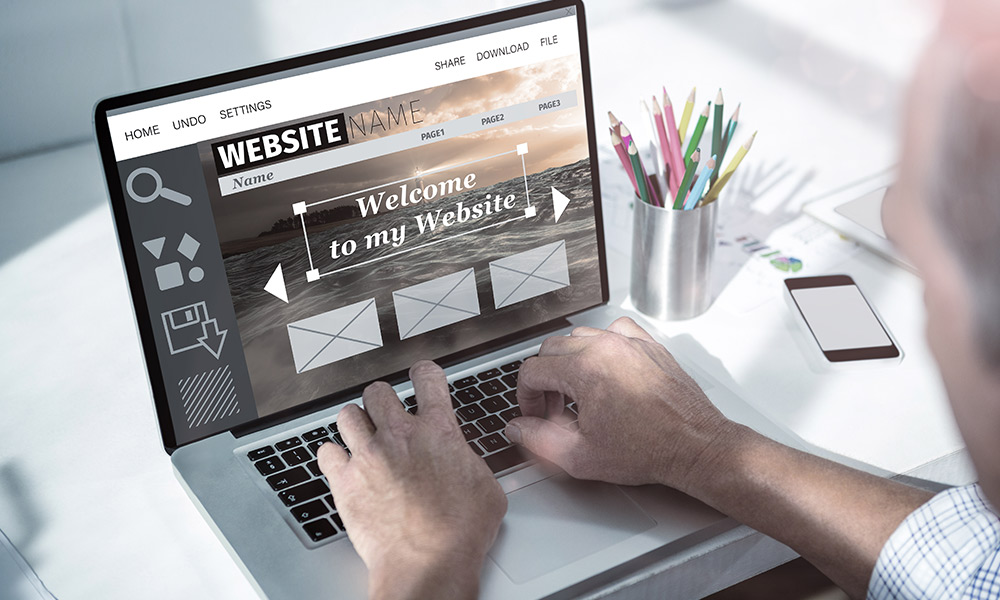 HOME UNDO SETTINGS SHARE DOWNLOAD FILE
WEBSITE NAME
Name PAGE1 PAGE2 PAGE3
Welcome
to my Website